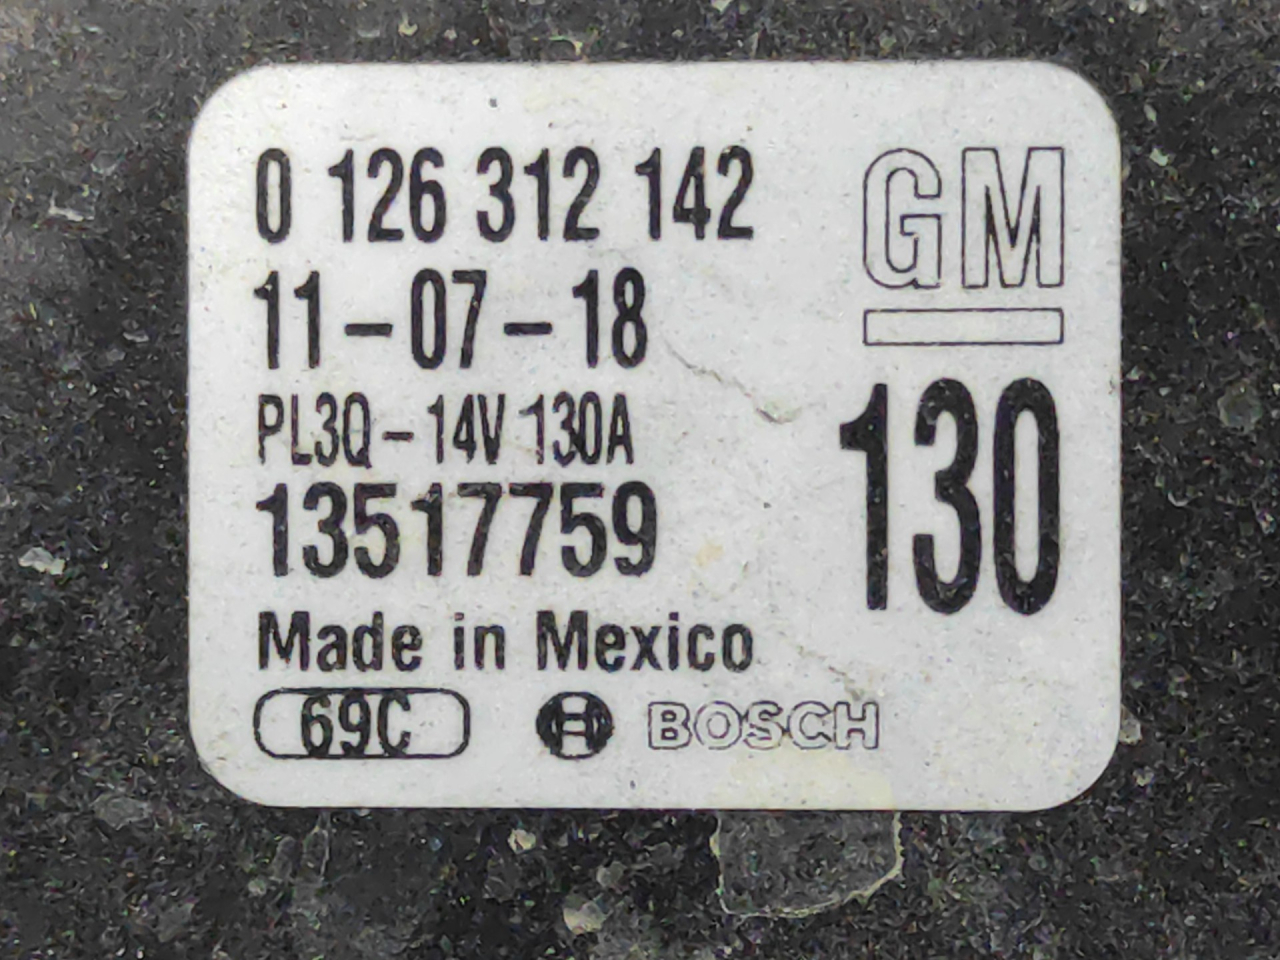 0 126 312 142
GM
11-07-18
PL3Q-14V 130A
130
13517759
Made in Mexico
69C
BOSCH